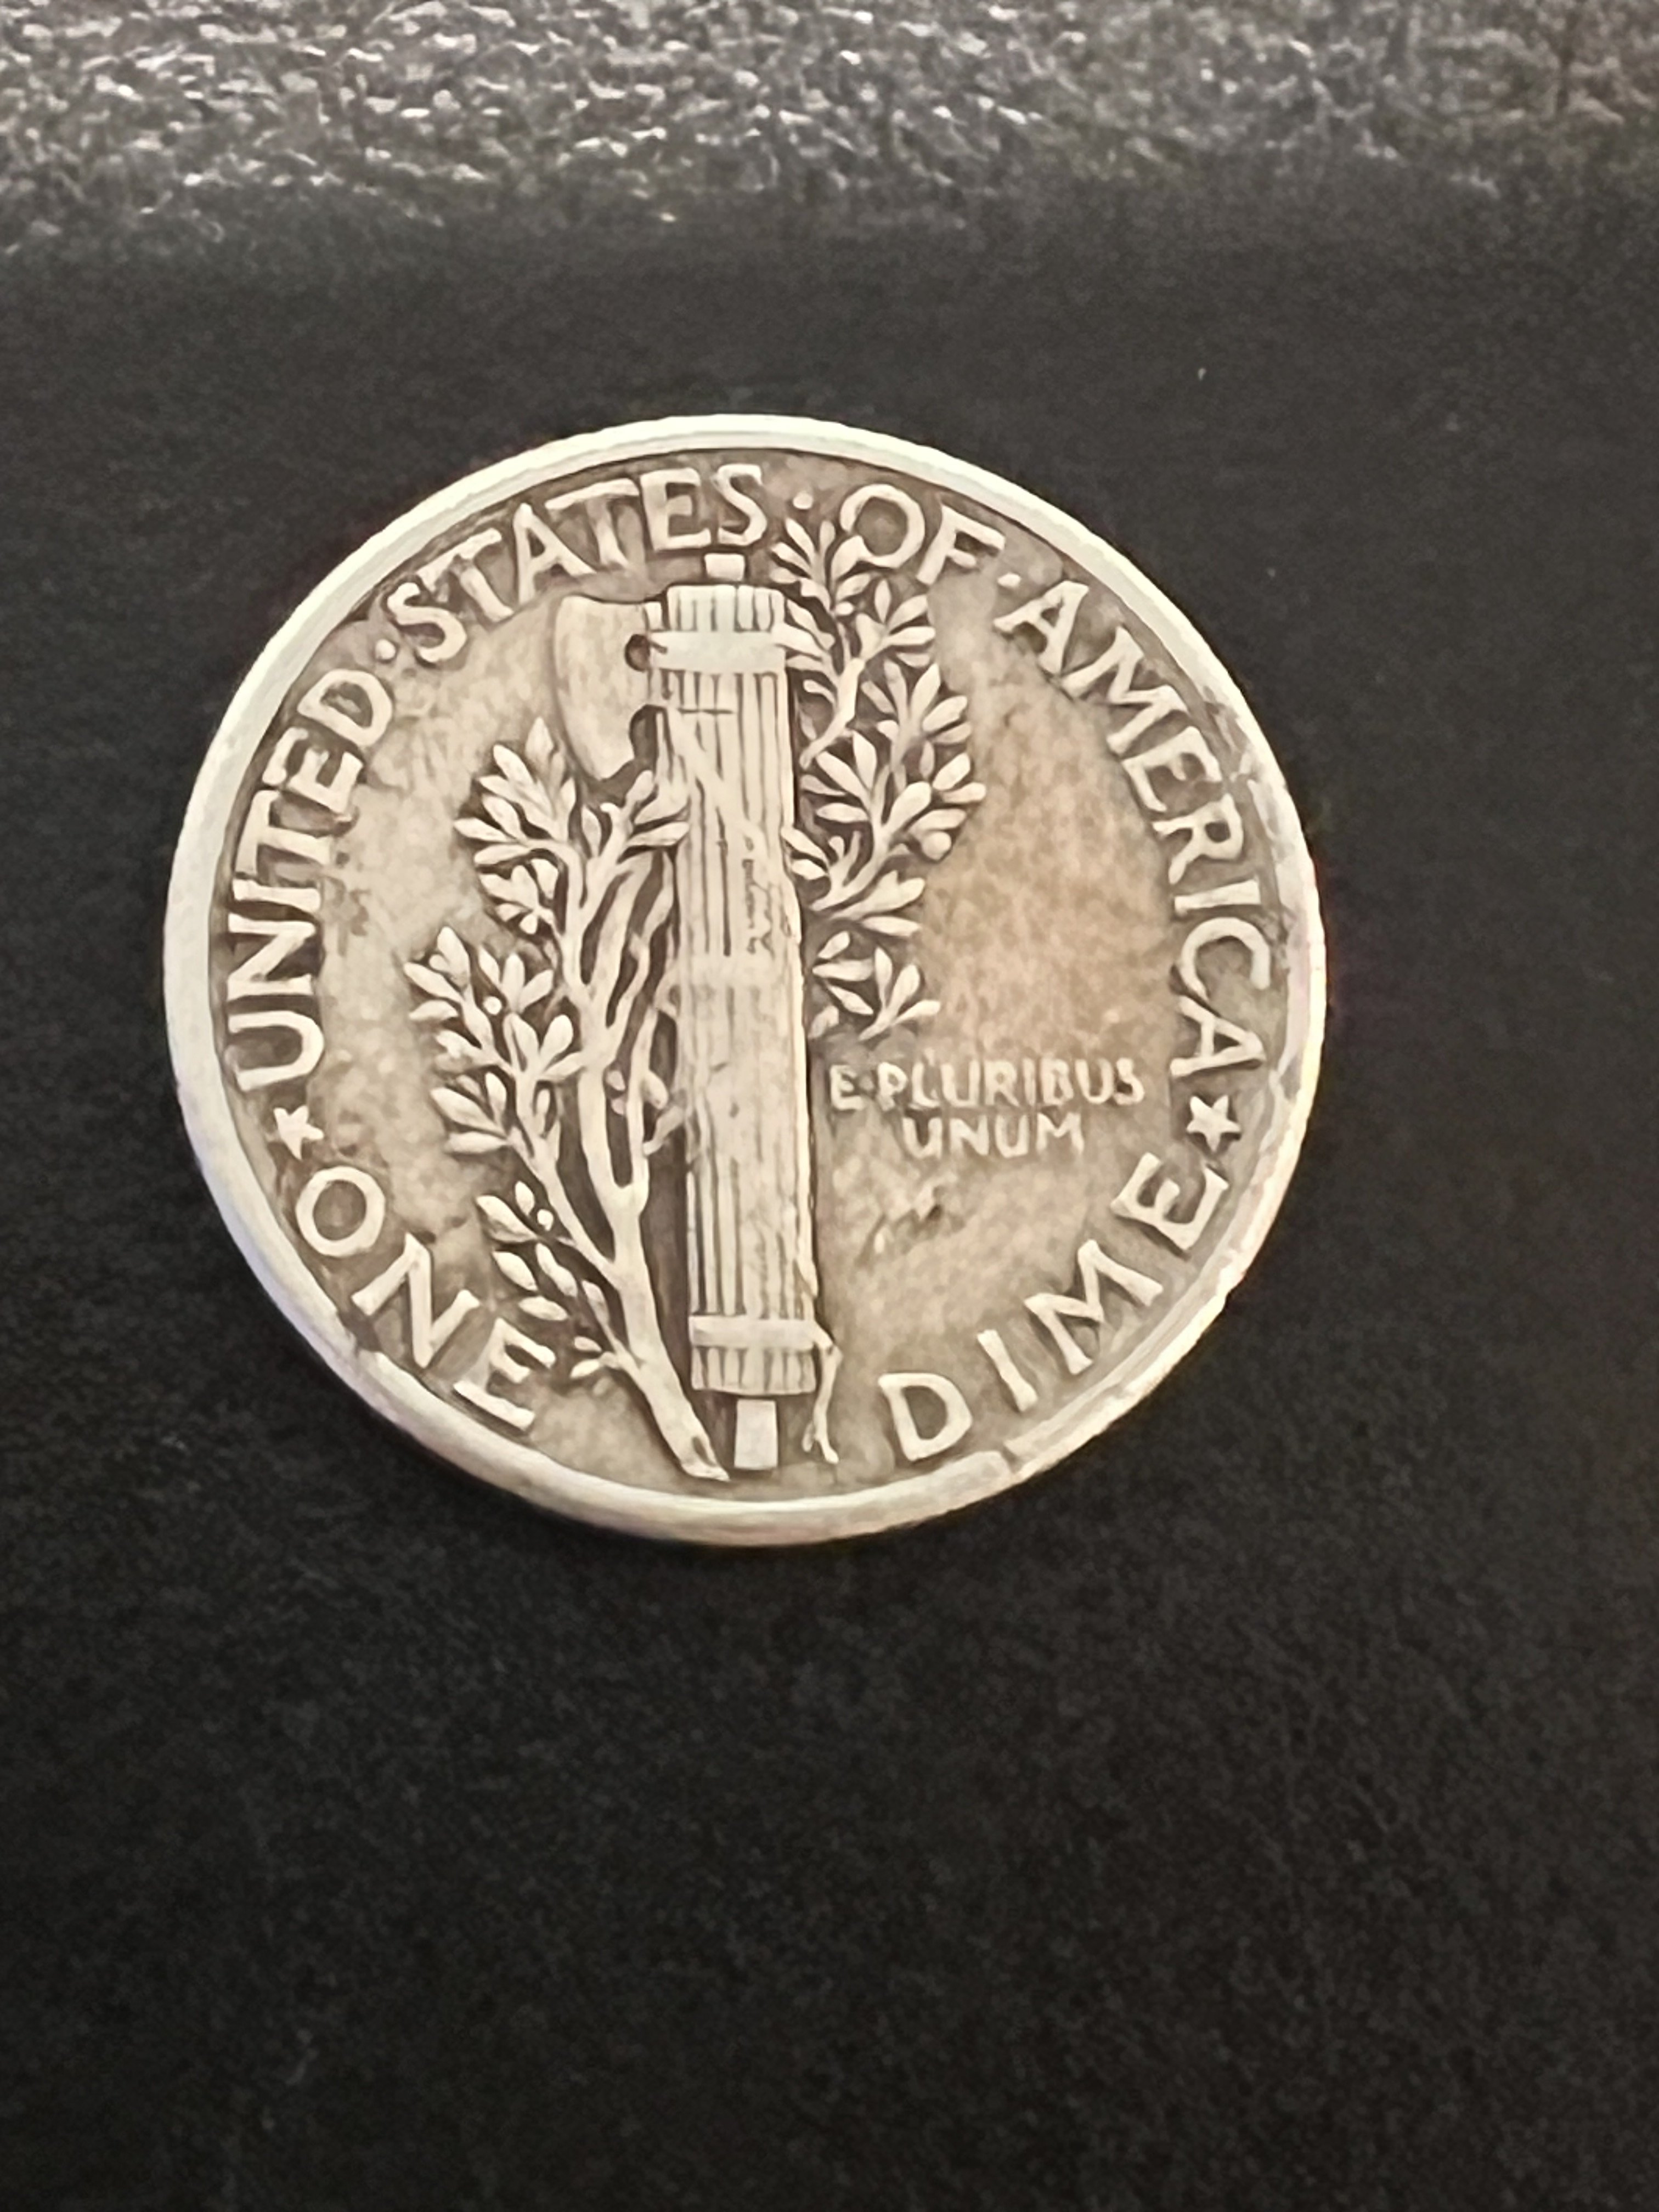 UNITED·STATES·OF·AMERICA
E·PLURIBUS
UNUM
ONE DIME